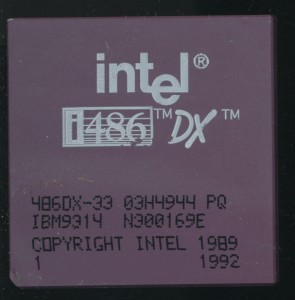 intel®
i486™ DX™
486DX-33 03H4944 PQ
IBM9314 N300169E
COPYRIGHT INTEL 1989
1 1992